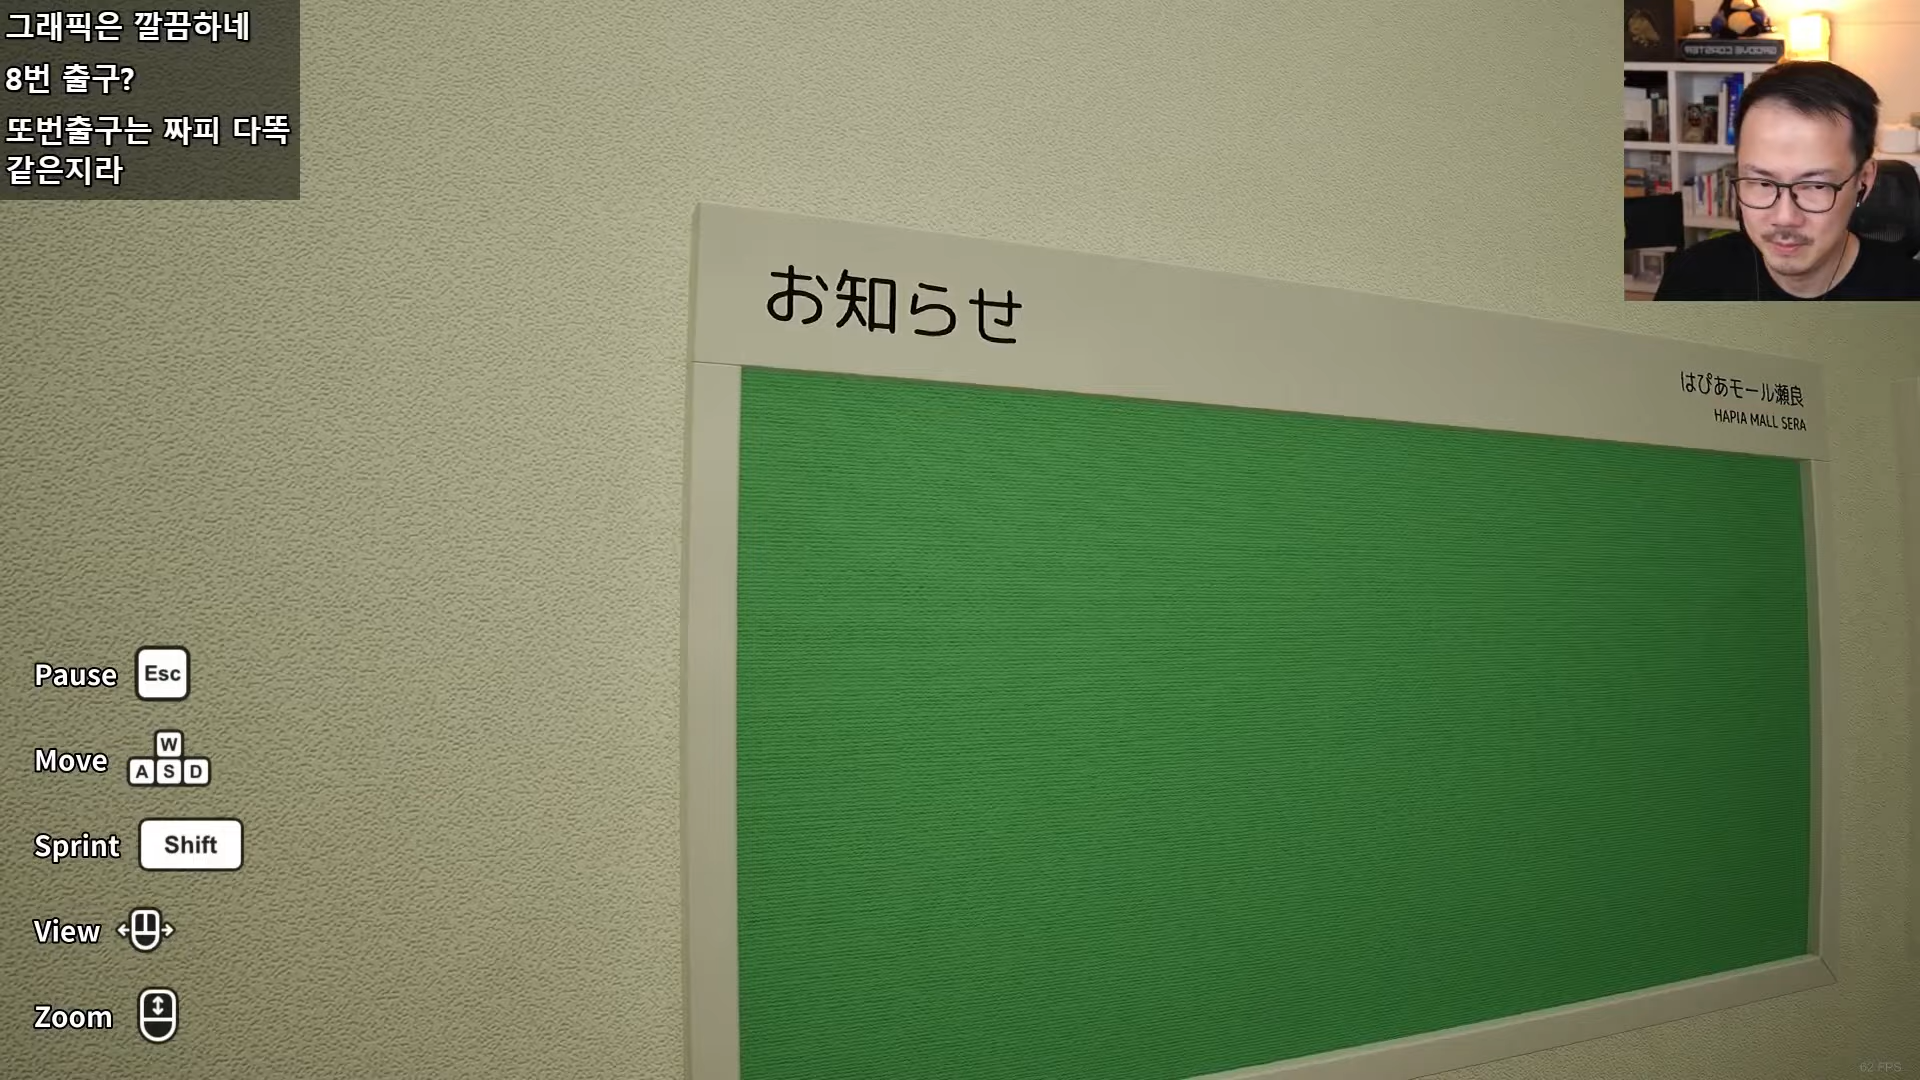 그래픽은 깔끔하네
8번 출구?
또번출구는 짜피 다똑
같은지라
お知らせ
はぴあモール瀬良
HAPIA MALL SERA
Pause Esc
Move W A S D
Sprint Shift
View
Zoom
62 FPS